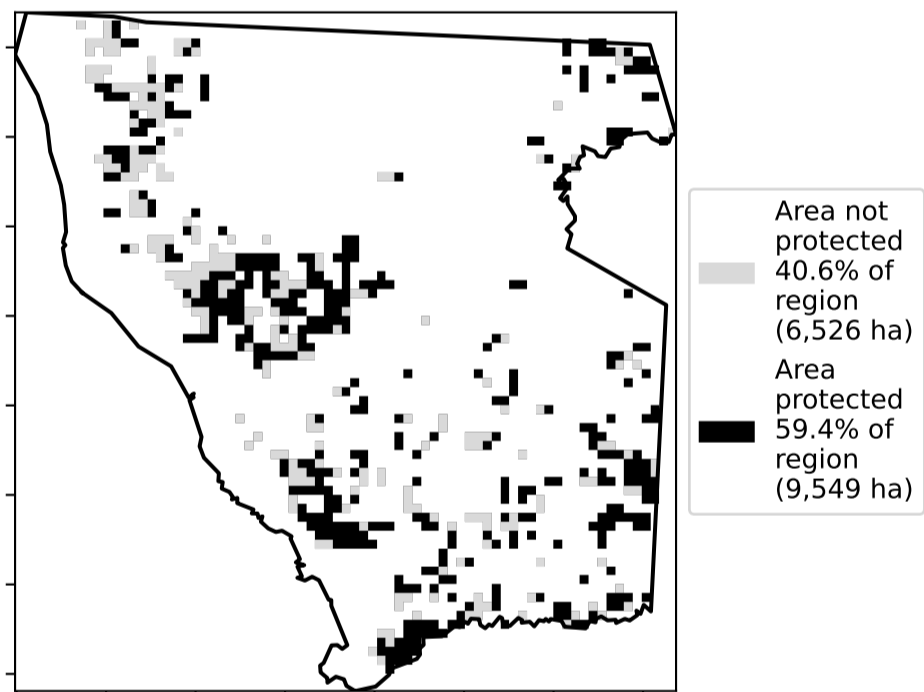 Area not
protected
40.6% of
region
(6,526 ha)
Area
protected
59.4% of
region
(9,549 ha)